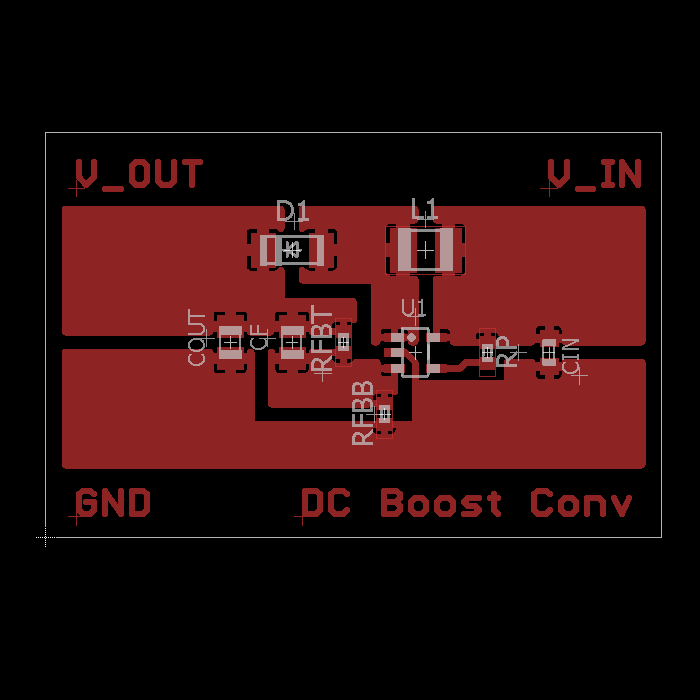 V_OUT
V_IN
D1
L1
U1
COUT
CF
RFBT
RP
CIN
RFBB
GND
DC Boost Conv